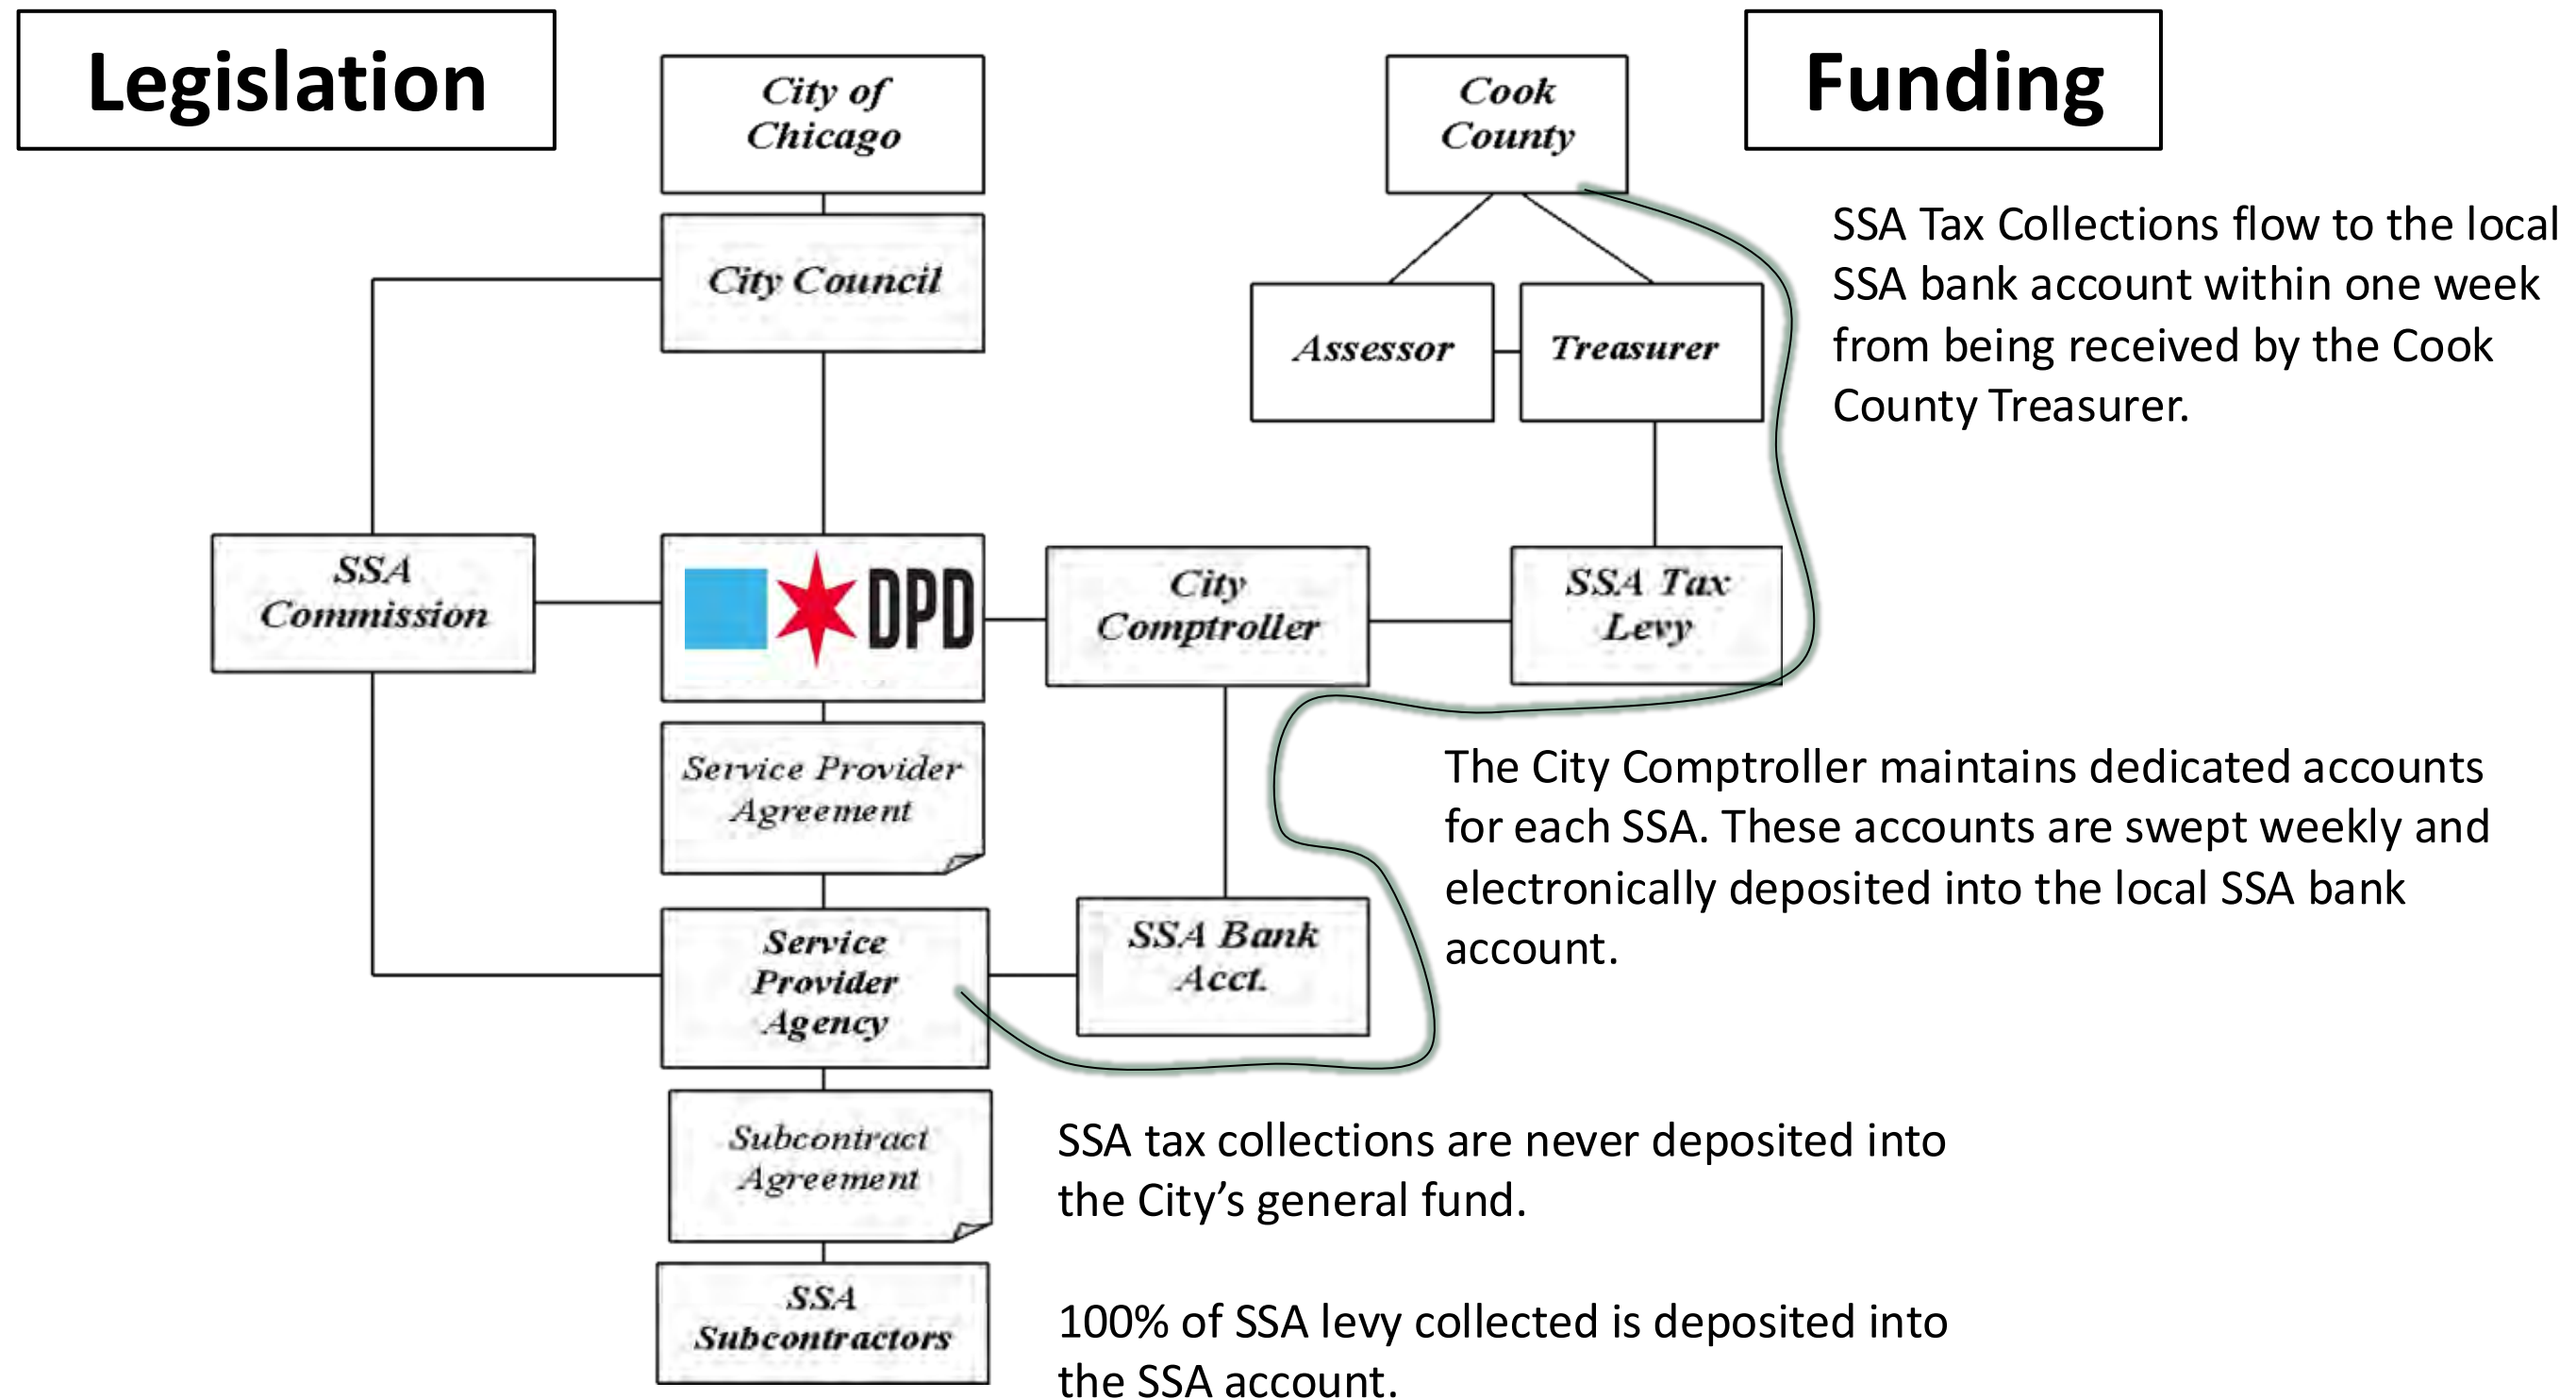 Legislation
Funding
City of
Chicago
Cook
County
City Council
Assessor
Treasurer
SSA Tax Collections flow to the local
SSA bank account within one week
from being received by the Cook
County Treasurer.
SSA
Commission
DPD
City
Comptroller
SSA Tax
Levy
Service Provider
Agreement
The City Comptroller maintains dedicated accounts
for each SSA. These accounts are swept weekly and
electronically deposited into the local SSA bank
account.
Service
Provider
Agency
SSA Bank
Acct.
Subcontract
Agreement
SSA tax collections are never deposited into
the City’s general fund.
SSA
Subcontractors
100% of SSA levy collected is deposited into
the SSA account.